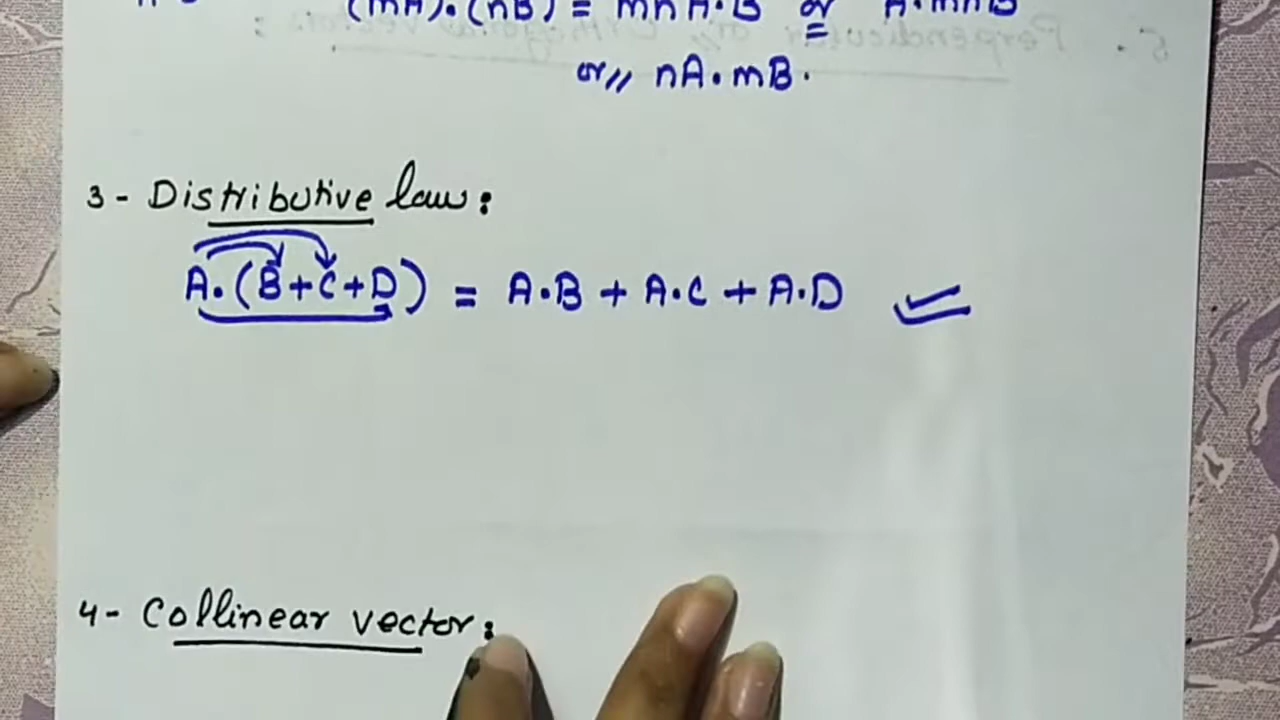 (mA)·(nB) = mnA·B or A·mnB
or // nA·mB.
3- Distributive law:
A·(B+C+D) = A·B + A·C + A·D
4- Collinear vector: